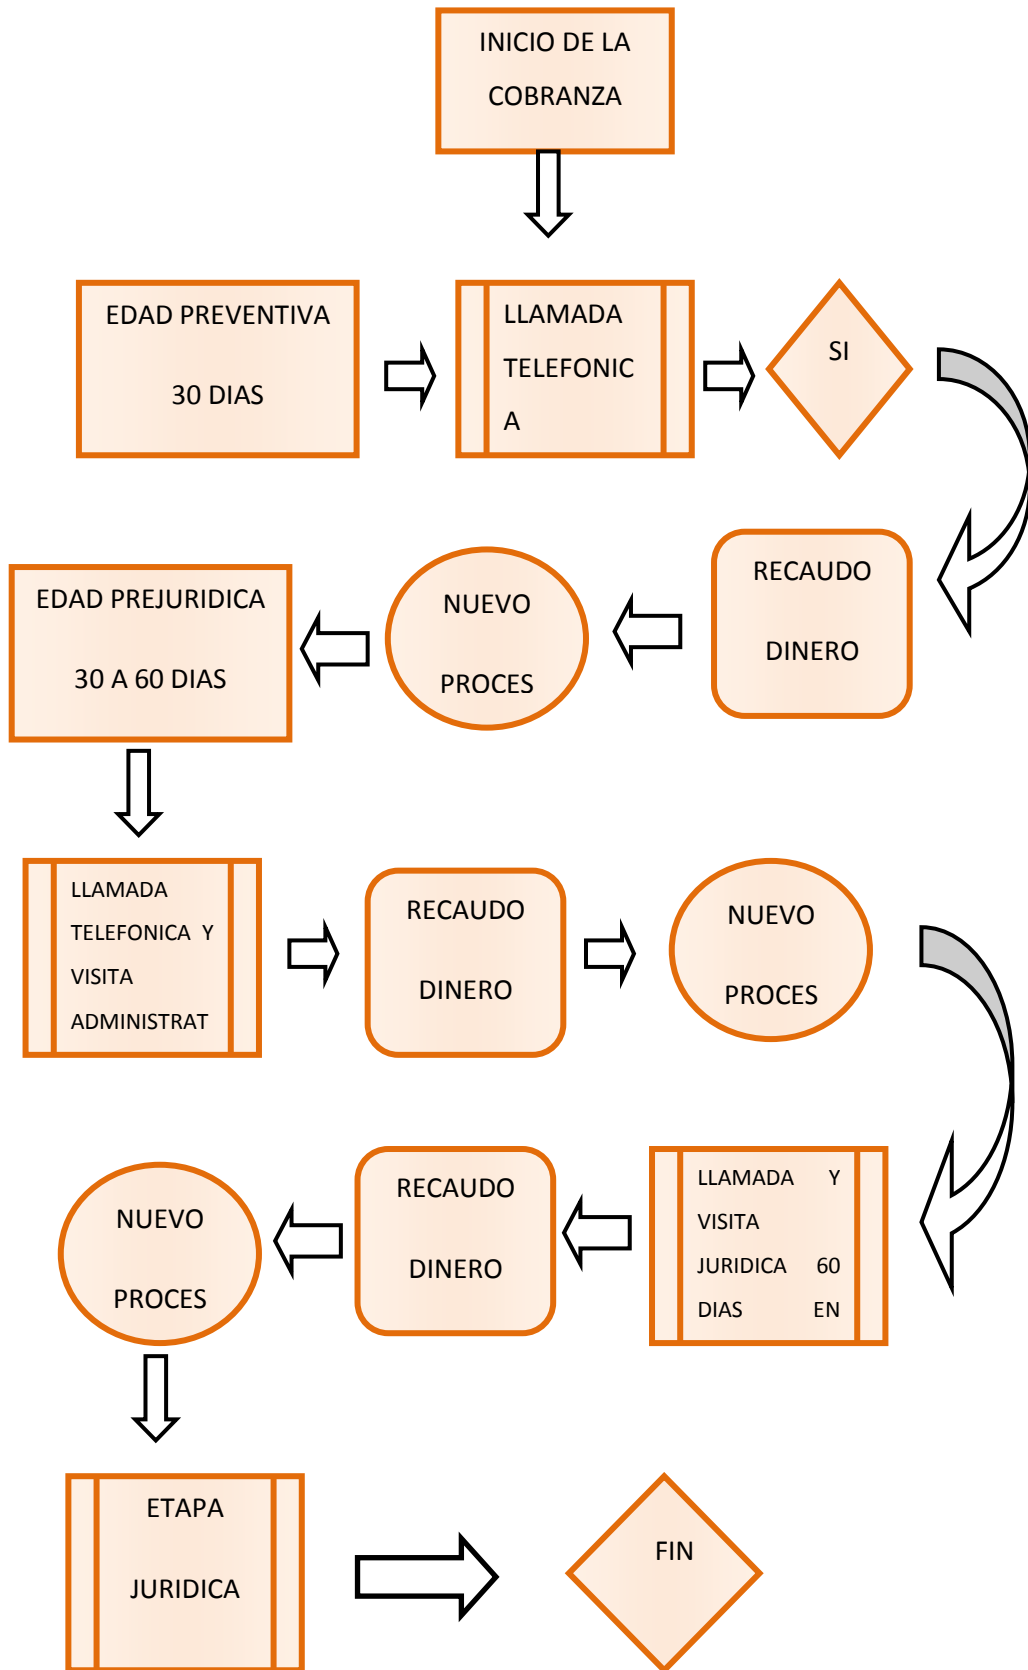 INICIO DE LA
COBRANZA
EDAD PREVENTIVA
30 DIAS
LLAMADA
TELEFONIC
A
SI
RECAUDO
DINERO
NUEVO
PROCES
EDAD PREJURIDICA
30 A 60 DIAS
LLAMADA
TELEFONICA Y
VISITA
ADMINISTRAT
RECAUDO
DINERO
NUEVO
PROCES
LLAMADA Y
VISITA
JURIDICA 60
DIAS EN
RECAUDO
DINERO
NUEVO
PROCES
ETAPA
JURIDICA
FIN